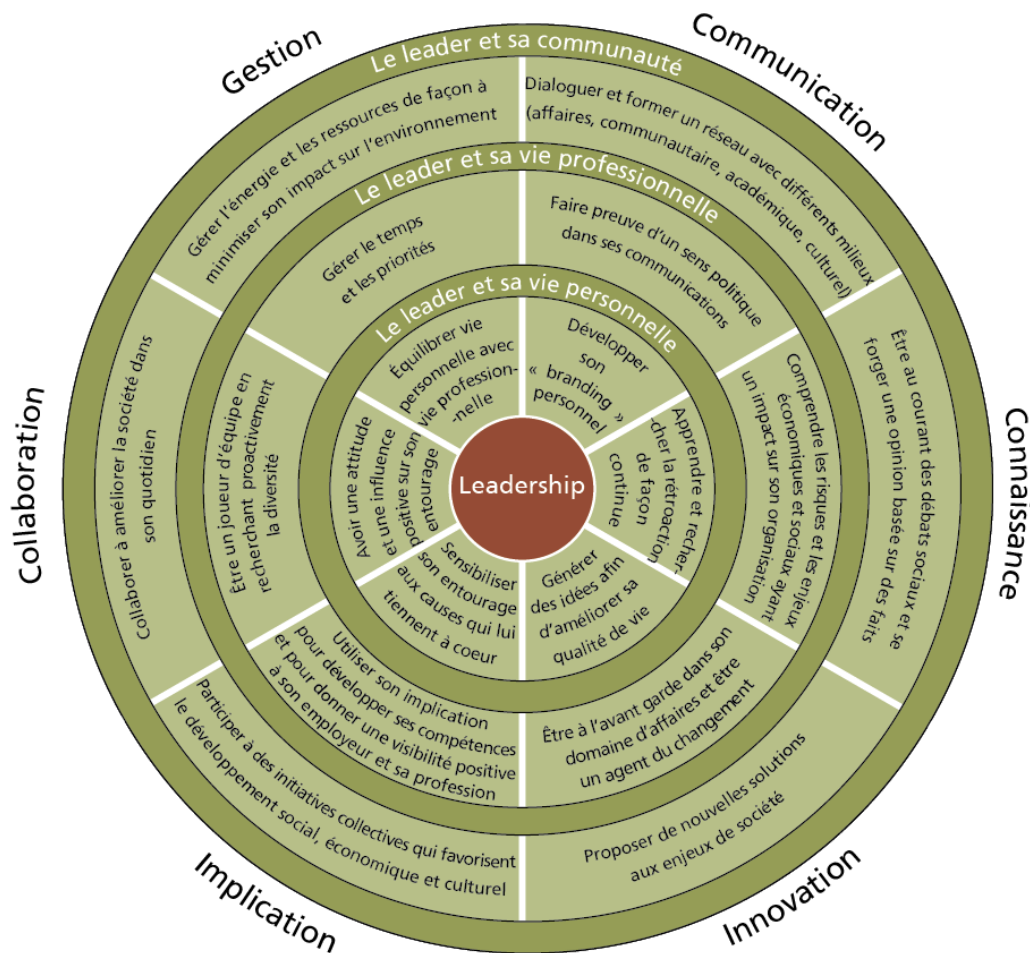 Gestion
Communication
Connaissance
Innovation
Implication
Collaboration
Le leader et sa communauté
Gérer l'énergie et les ressources de façon à
minimiser son impact sur l'environnement
Dialoguer et former un réseau avec différents milieux
(affaires, communautaire, académique, culturel)
Être au courant des débats sociaux et se
forger une opinion basée sur des faits
Proposer de nouvelles solutions
aux enjeux de société
Participer à des initiatives collectives qui favorisent
le développement social, économique et culturel
Collaborer à améliorer la société dans
son quotidien
Le leader et sa vie professionnelle
Gérer le temps
et les priorités
Faire preuve d'un sens politique
dans ses communications
Comprendre les risques et les enjeux
économiques et sociaux ayant
un impact sur son organisation
Être à l'avant garde dans son
domaine d'affaires et être
un agent du changement
Utiliser son implication
pour développer ses compétences
et pour donner une visibilité positive
à son employeur et sa profession
Être un joueur d'équipe en
recherchant proactivement
la diversité
Le leader et sa vie personnelle
Équilibrer vie
personnelle avec
vie profession-
-nelle
Développer
son
« branding »
personnel
Apprendre et recher-
-cher la rétroaction
de façon
continue
Générer
des idées afin
d'améliorer sa
qualité de vie
Sensibiliser
son entourage
aux causes qui lui
tiennent à coeur
Avoir une attitude
et une influence
positive sur son
entourage
Leadership